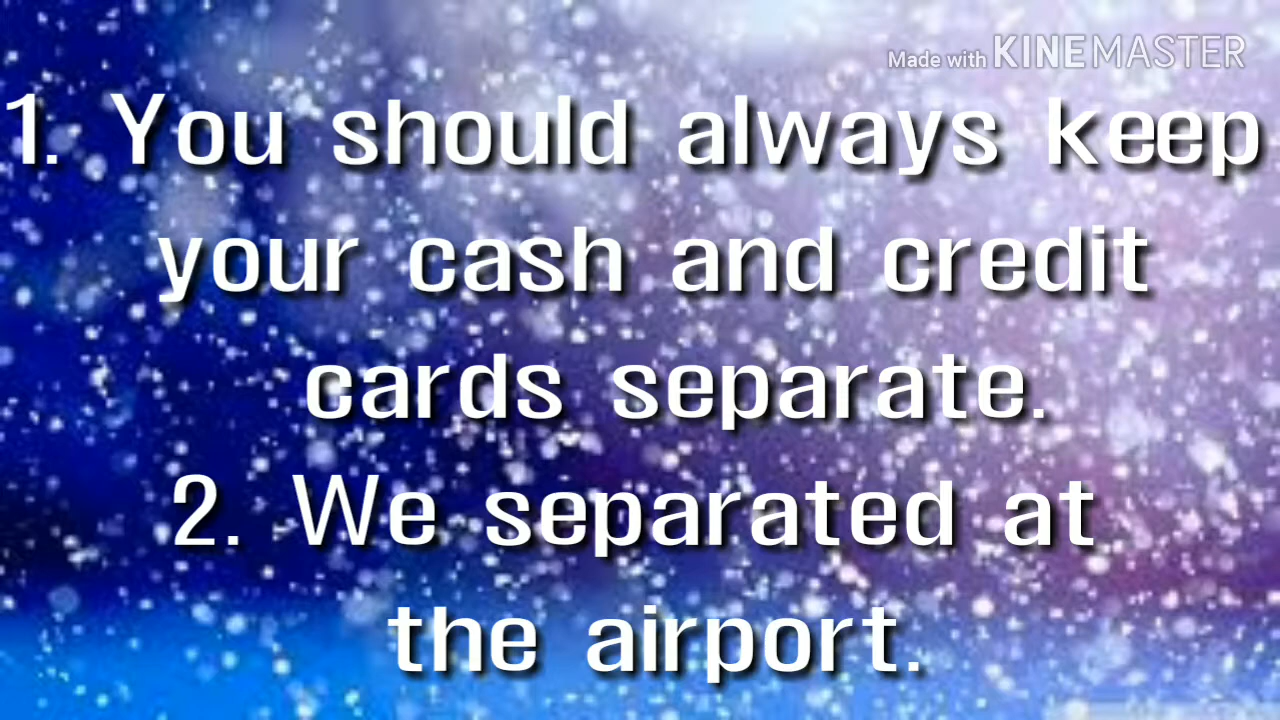 Made with KINEMASTER
1. You should always keep
your cash and credit
cards separate.
2. We separated at
the airport.